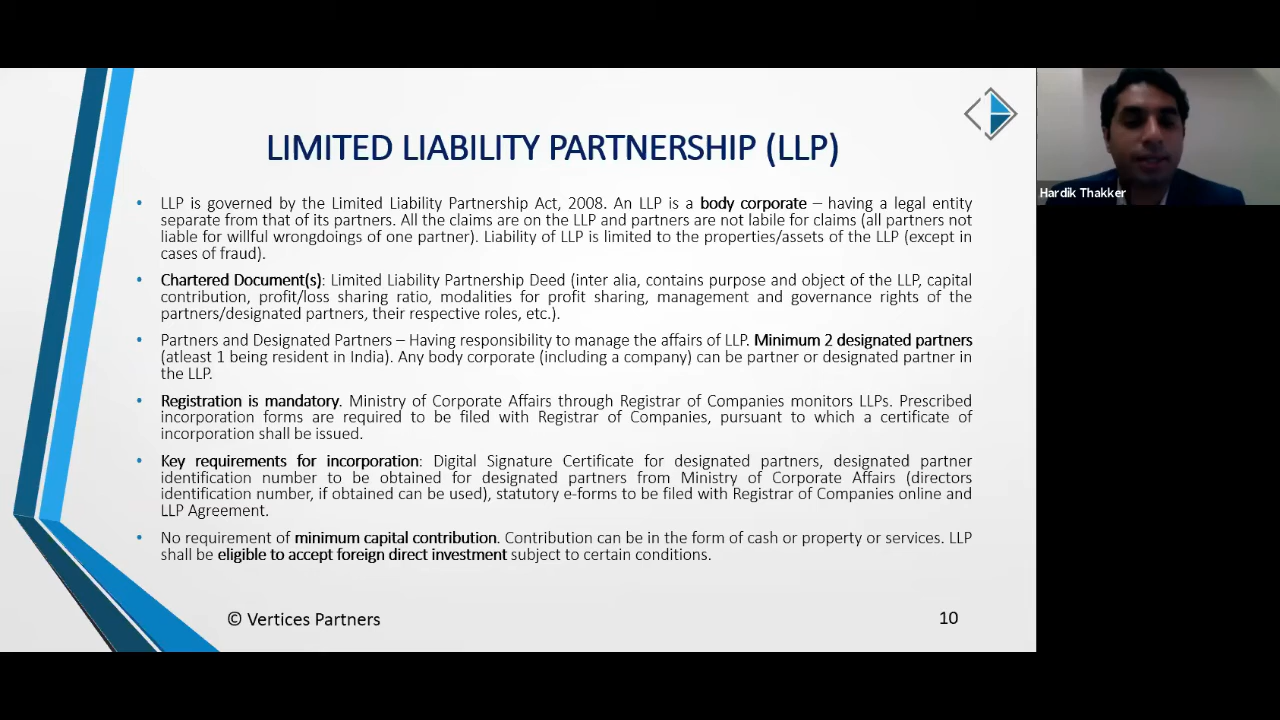 LIMITED LIABILITY PARTNERSHIP (LLP)
• LLP is governed by the Limited Liability Partnership Act, 2008. An LLP is a body corporate – having a legal entity
separate from that of its partners. All the claims are on the LLP and partners are not labile for claims (all partners not
liable for willful wrongdoings of one partner). Liability of LLP is limited to the properties/assets of the LLP (except in
cases of fraud).
• Chartered Document(s): Limited Liability Partnership Deed (inter alia, contains purpose and object of the LLP, capital
contribution, profit/loss sharing ratio, modalities for profit sharing, management and governance rights of the
partners/designated partners, their respective roles, etc.).
• Partners and Designated Partners – Having responsibility to manage the affairs of LLP. Minimum 2 designated partners
(atleast 1 being resident in India). Any body corporate (including a company) can be partner or designated partner in
the LLP.
• Registration is mandatory. Ministry of Corporate Affairs through Registrar of Companies monitors LLPs. Prescribed
incorporation forms are required to be filed with Registrar of Companies, pursuant to which a certificate of
incorporation shall be issued.
• Key requirements for incorporation: Digital Signature Certificate for designated partners, designated partner
identification number to be obtained for designated partners from Ministry of Corporate Affairs (directors
identification number, if obtained can be used), statutory e-forms to be filed with Registrar of Companies online and
LLP Agreement.
• No requirement of minimum capital contribution. Contribution can be in the form of cash or property or services. LLP
shall be eligible to accept foreign direct investment subject to certain conditions.
© Vertices Partners
10
Hardik Thakker